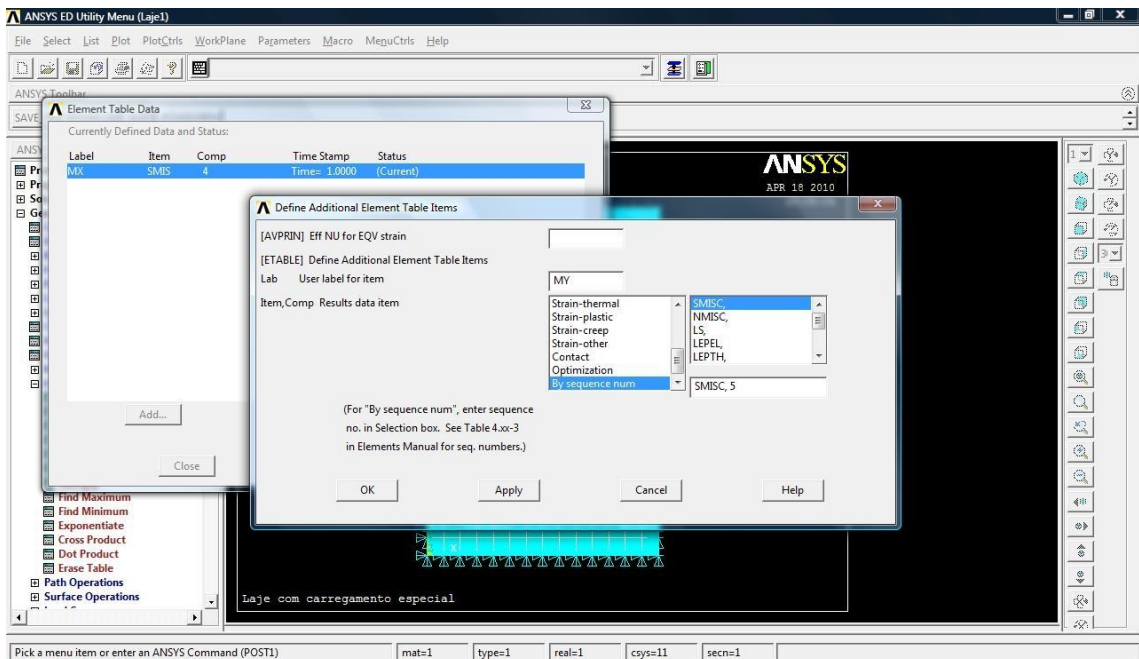 ANSYS ED Utility Menu (Laje1)
File Select List Plot PlotCtrls WorkPlane Parameters Macro MenuCtrls Help
ANSYS Toolbar
SAVE
Element Table Data
Currently Defined Data and Status:
Label Item Comp Time Stamp Status
MX SMIS 4 Time= 1.0000 (Current)
ANSYS
APR 18 2010
Define Additional Element Table Items
[AVPRIN] Eff NU for EQV strain
[ETABLE] Define Additional Element Table Items
Lab User label for item MY
Item,Comp Results data item
Strain-thermal
Strain-plastic
Strain-creep
Strain-other
Contact
Optimization
By sequence num
SMISC,
NMISC,
LS,
LEPEL,
LEPTH,
SMISC, 5
(For "By sequence num", enter sequence
no. in Selection box. See Table 4.xx-3
in Elements Manual for seq. numbers.)
OK Apply Cancel Help
Add...
Close
Find Maximum
Find Minimum
Exponentiate
Cross Product
Dot Product
Erase Table
Path Operations
Surface Operations
X
Laje com carregamento especial
1
Pick a menu item or enter an ANSYS Command (POST1) mat=1 type=1 real=1 csys=11 secn=1